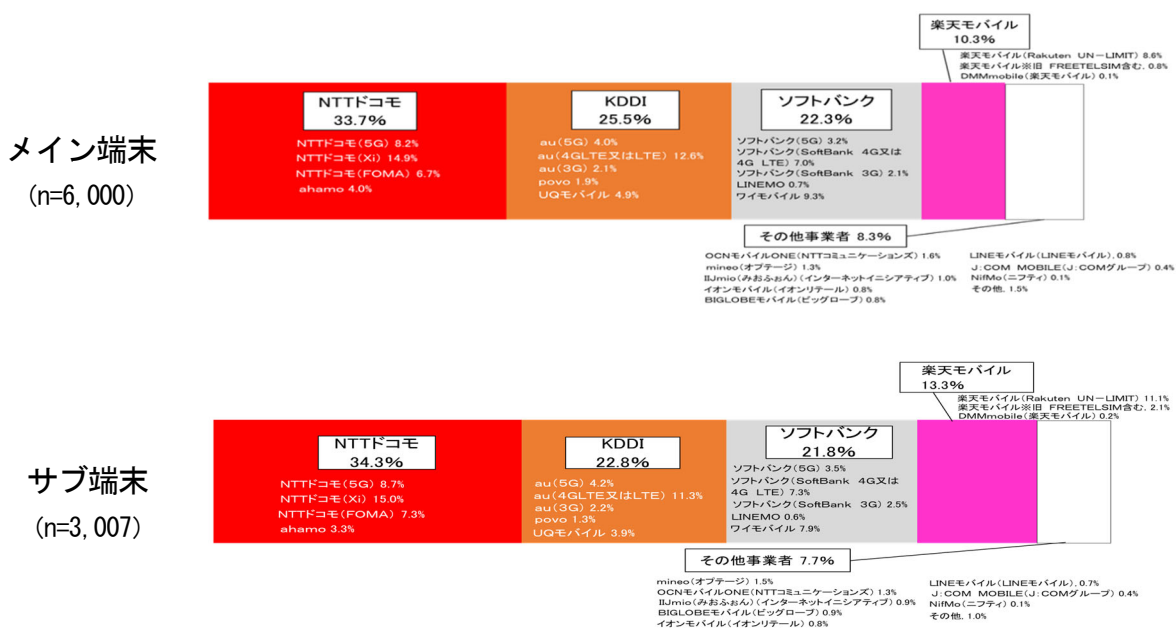 楽天モバイル
10.3%
楽天モバイル(Rakuten UN－LIMIT) 8.6%
楽天モバイル※旧 FREETELSIM含む, 0.8%
DMMmobile(楽天モバイル) 0.1%
メイン端末
(n=6,000)
NTTドコモ
33.7%
NTTドコモ(5G) 8.2%
NTTドコモ(Xi) 14.9%
NTTドコモ(FOMA) 6.7%
ahamo 4.0%
KDDI
25.5%
au(5G) 4.0%
au(4GLTE又はLTE) 12.6%
au(3G) 2.1%
povo 1.9%
UQモバイル 4.9%
ソフトバンク
22.3%
ソフトバンク(5G) 3.2%
ソフトバンク(SoftBank 4G又は
4G LTE) 7.0%
ソフトバンク(SoftBank 3G) 2.1%
LINEMO 0.7%
ワイモバイル 9.3%
その他事業者 8.3%
OCNモバイルONE(NTTコミュニケーションズ) 1.6%
mineo(オプテージ) 1.3%
IIJmio(みおふぉん)(インターネットイニシアティブ) 1.0%
イオンモバイル(イオンリテール) 0.8%
BIGLOBEモバイル(ビッグローブ) 0.8%
LINEモバイル(LINEモバイル), 0.8%
J:COM MOBILE(J:COMグループ) 0.4%
NifMo(ニフティ) 0.1%
その他, 1.5%
楽天モバイル
13.3%
楽天モバイル(Rakuten UN－LIMIT) 11.1%
楽天モバイル※旧 FREETELSIM含む, 2.1%
DMMmobile(楽天モバイル) 0.2%
サブ端末
(n=3,007)
NTTドコモ
34.3%
NTTドコモ(5G) 8.7%
NTTドコモ(Xi) 15.0%
NTTドコモ(FOMA) 7.3%
ahamo 3.3%
KDDI
22.8%
au(5G) 4.2%
au(4GLTE又はLTE) 11.3%
au(3G) 2.2%
povo 1.3%
UQモバイル 3.9%
ソフトバンク
21.8%
ソフトバンク(5G) 3.5%
ソフトバンク(SoftBank 4G又は
4G LTE) 7.3%
ソフトバンク(SoftBank 3G) 2.5%
LINEMO 0.6%
ワイモバイル 7.9%
その他事業者 7.7%
mineo(オプテージ) 1.5%
OCNモバイルONE(NTTコミュニケーションズ) 1.3%
IIJmio(みおふぉん)(インターネットイニシアティブ) 0.9%
BIGLOBEモバイル(ビッグローブ) 0.9%
イオンモバイル(イオンリテール) 0.8%
LINEモバイル(LINEモバイル), 0.7%
J:COM MOBILE(J:COMグループ) 0.4%
NifMo(ニフティ) 0.1%
その他, 1.0%